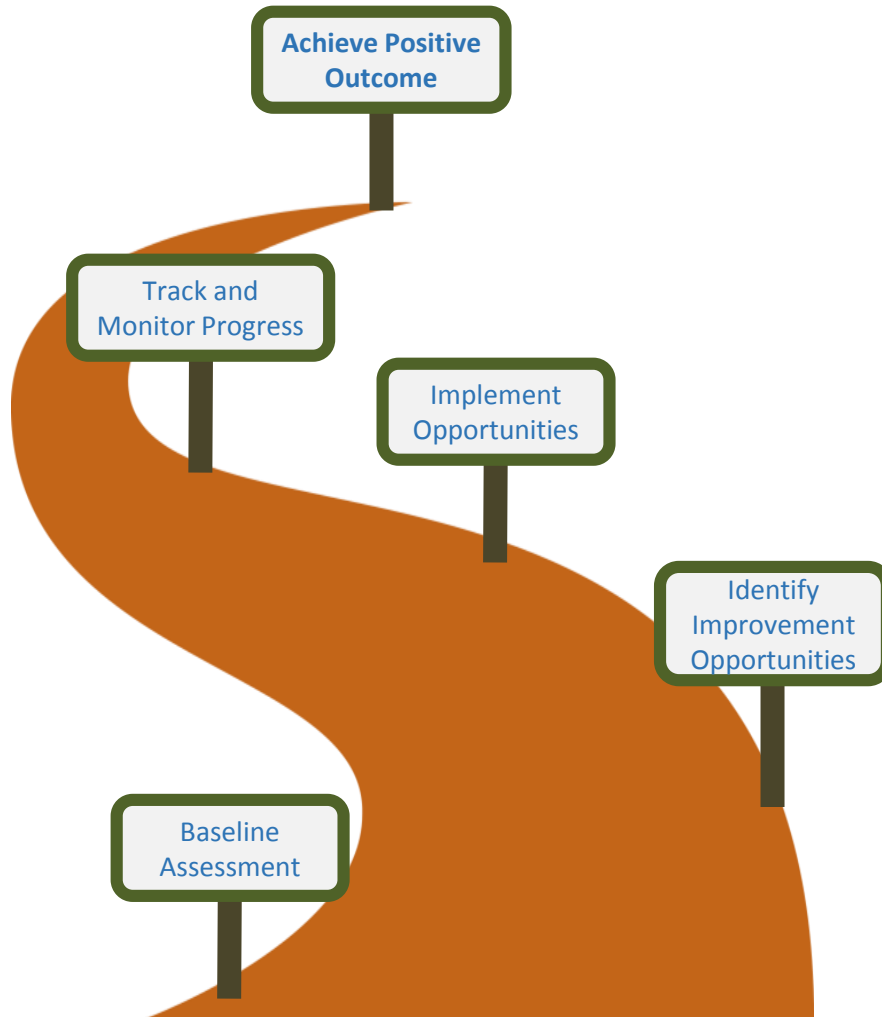 Achieve Positive
Outcome
Track and
Monitor Progress
Implement
Opportunities
Identify
Improvement
Opportunities
Baseline
Assessment